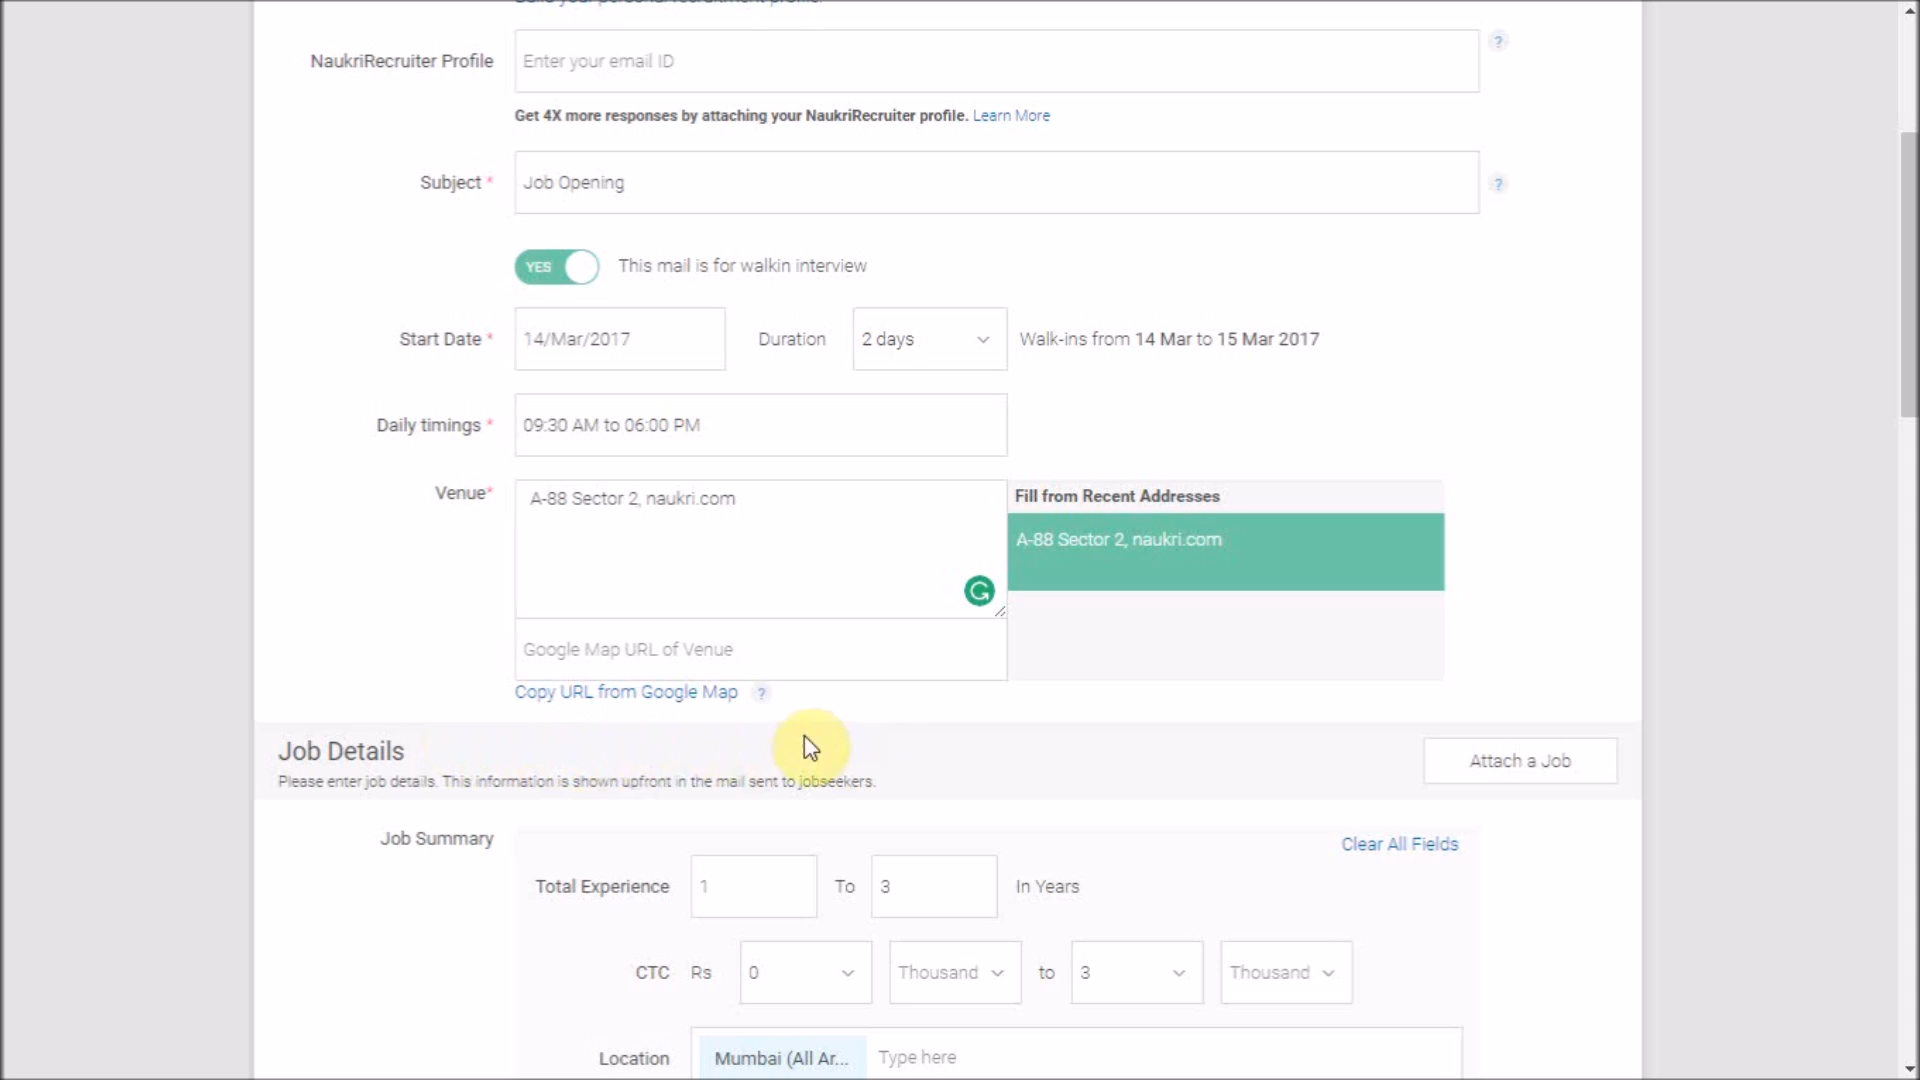 Build your personal recruitment profile.
NaukriRecruiter Profile
Enter your email ID
?
Get 4X more responses by attaching your NaukriRecruiter profile. Learn More
Subject *
Job Opening
?
YES
This mail is for walkin interview
Start Date *
14/Mar/2017
Duration
2 days
Walk-ins from 14 Mar to 15 Mar 2017
Daily timings *
09:30 AM to 06:00 PM
Venue*
A-88 Sector 2, naukri.com
Fill from Recent Addresses
A-88 Sector 2, naukri.com
Google Map URL of Venue
Copy URL from Google Map ?
Job Details
Please enter job details. This information is shown upfront in the mail sent to jobseekers.
Attach a Job
Job Summary
Clear All Fields
Total Experience 1 To 3 In Years
CTC Rs 0 Thousand to 3 Thousand
Location Mumbai (All Ar... Type here